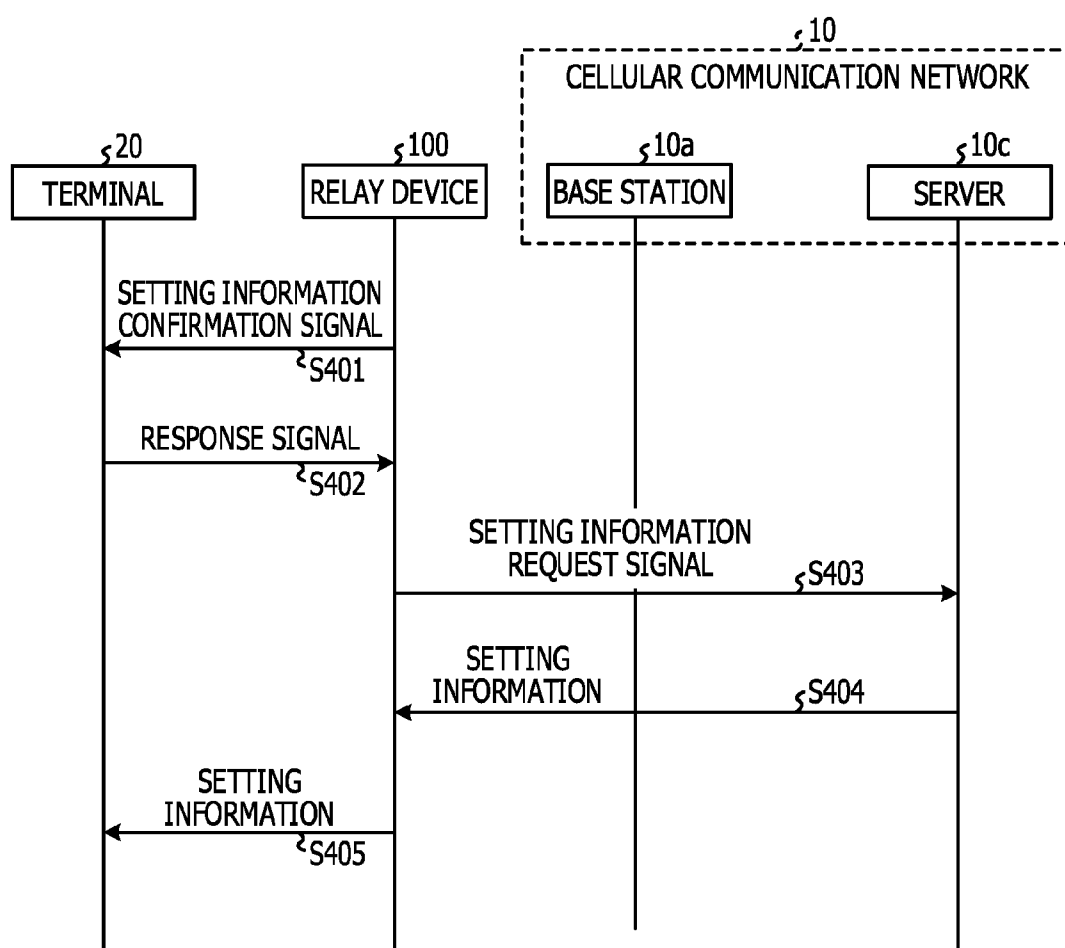 10
CELLULAR COMMUNICATION NETWORK
20
100
10a
10c
TERMINAL
RELAY DEVICE
BASE STATION
SERVER
SETTING INFORMATION
CONFIRMATION SIGNAL
S401
RESPONSE SIGNAL
S402
SETTING INFORMATION
REQUEST SIGNAL
S403
SETTING
INFORMATION
S404
SETTING
INFORMATION
S405